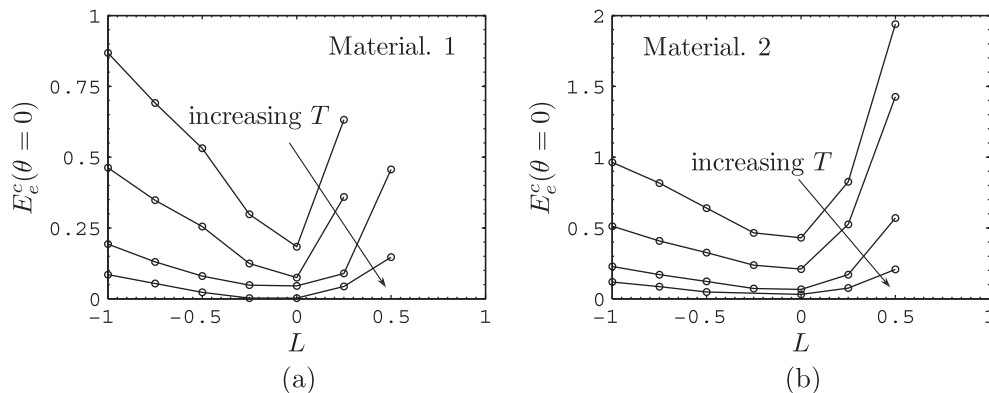 Material. 1
increasing T
E_e^c(θ = 0)
1
0.75
0.5
0.25
0
-1
-0.5
0
0.5
1
L
(a)
Material. 2
increasing T
E_e^c(θ = 0)
2
1.5
1
0.5
0
-1
-0.5
0
0.5
1
L
(b)